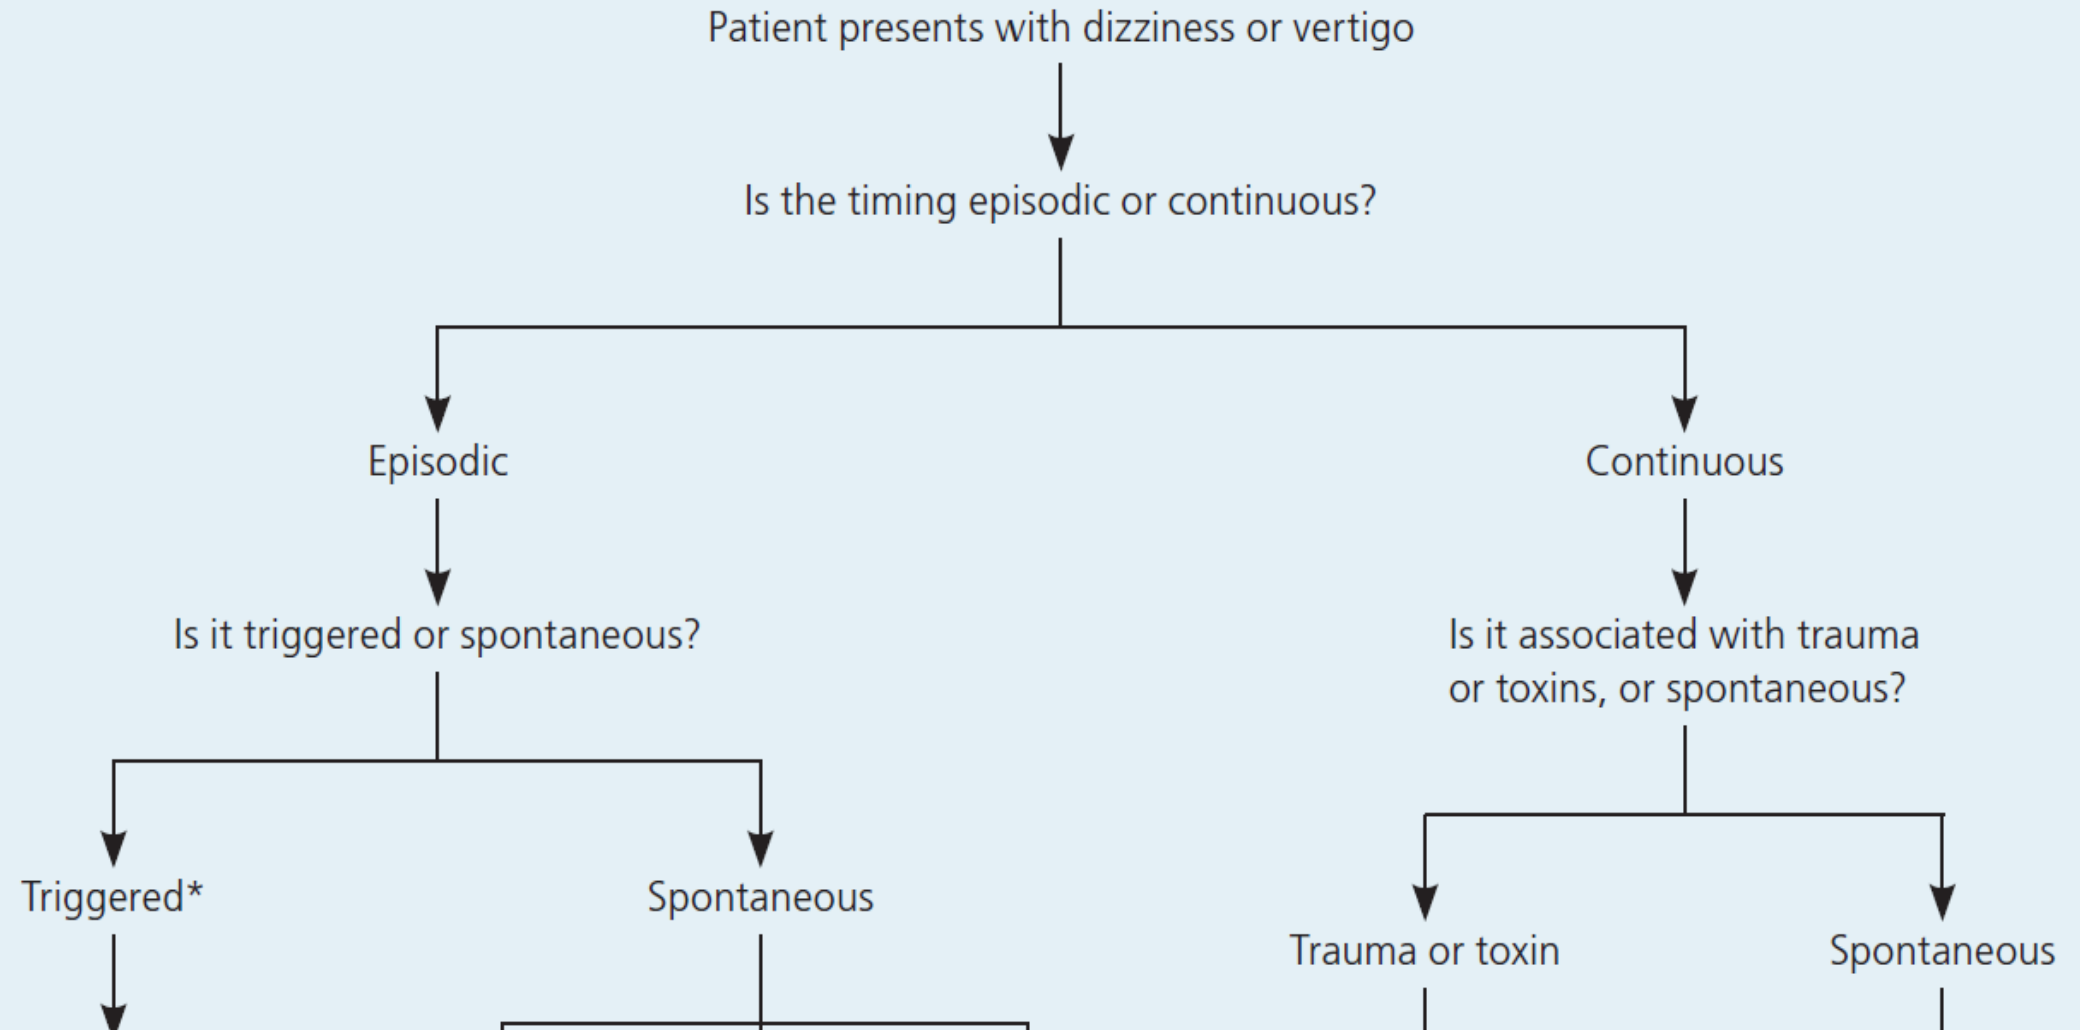 Patient presents with dizziness or vertigo
Is the timing episodic or continuous?
Episodic
Continuous
Is it triggered or spontaneous?
Is it associated with trauma
or toxins, or spontaneous?
Triggered*
Spontaneous
Trauma or toxin
Spontaneous